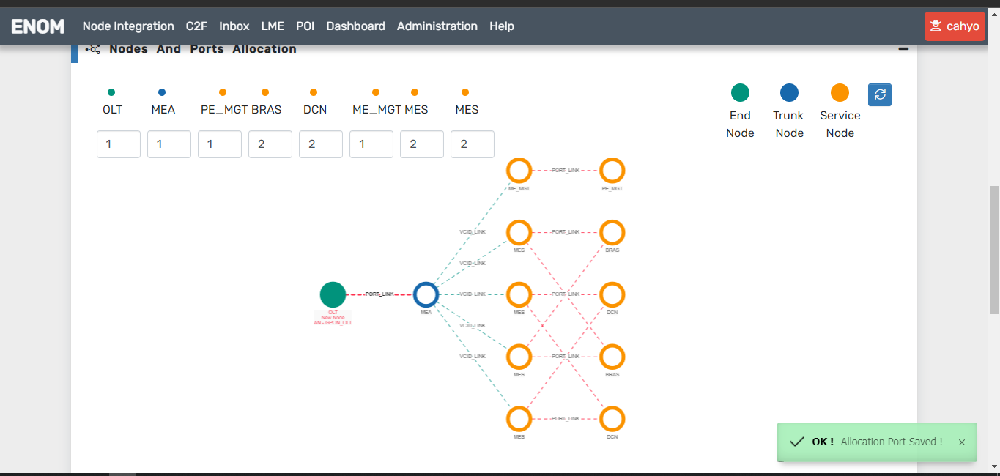 ENOM Node Integration C2F Inbox LME POI Dashboard Administration Help cahyo
Nodes And Ports Allocation
OLT MEA PE_MGT BRAS DCN ME_MGT MES MES
1 1 1 2 2 1 2 2
End Node
Trunk Node
Service Node
PORT_LINK
ME_MGT PE_MGT
VCID_LINK PORT_LINK
MES BRAS
VCID_LINK
PORT_LINK VCID_LINK PORT_LINK
OLT
New Node
AN - GPON_OLT
MEA MES DCN
VCID_LINK
VCID_LINK PORT_LINK
MES BRAS
PORT_LINK
MES DCN
OK ! Allocation Port Saved ! ×